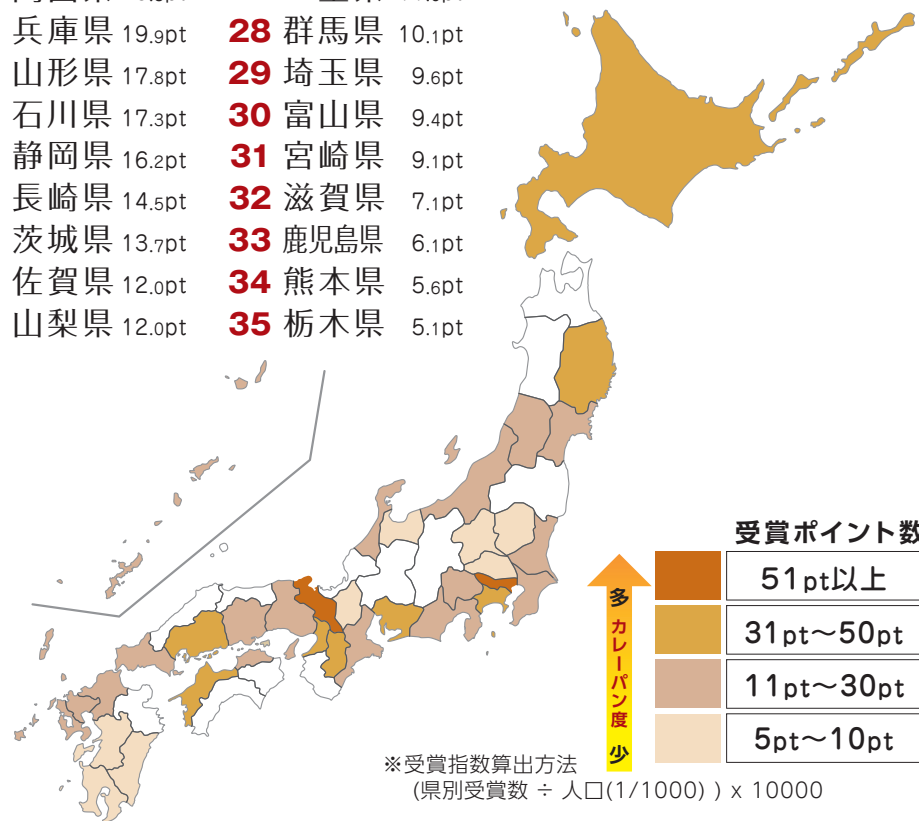 兵庫県 19.9pt 28 群馬県 10.1pt
山形県 17.8pt 29 埼玉県 9.6pt
石川県 17.3pt 30 富山県 9.4pt
静岡県 16.2pt 31 宮崎県 9.1pt
長崎県 14.5pt 32 滋賀県 7.1pt
茨城県 13.7pt 33 鹿児島県 6.1pt
佐賀県 12.0pt 34 熊本県 5.6pt
山梨県 12.0pt 35 栃木県 5.1pt
受賞ポイント数
51pt以上
31pt〜50pt
11pt〜30pt
5pt〜10pt
多 カレーパン度 少
※受賞指数算出方法
(県別受賞数 ÷ 人口(1/1000) ) x 10000